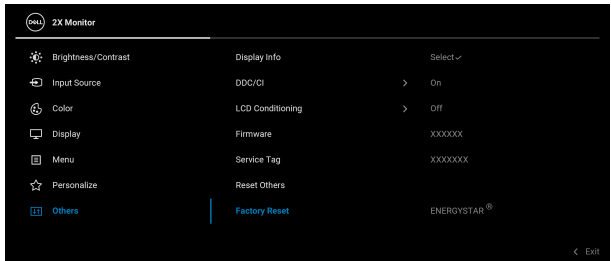 DELL 2X Monitor
Brightness/Contrast Display Info Select✓
Input Source DDC/CI > On
Color LCD Conditioning > Off
Display Firmware XXXXXX
Menu Service Tag XXXXXXX
Personalize Reset Others
Others Factory Reset ENERGYSTAR ®
< Exit